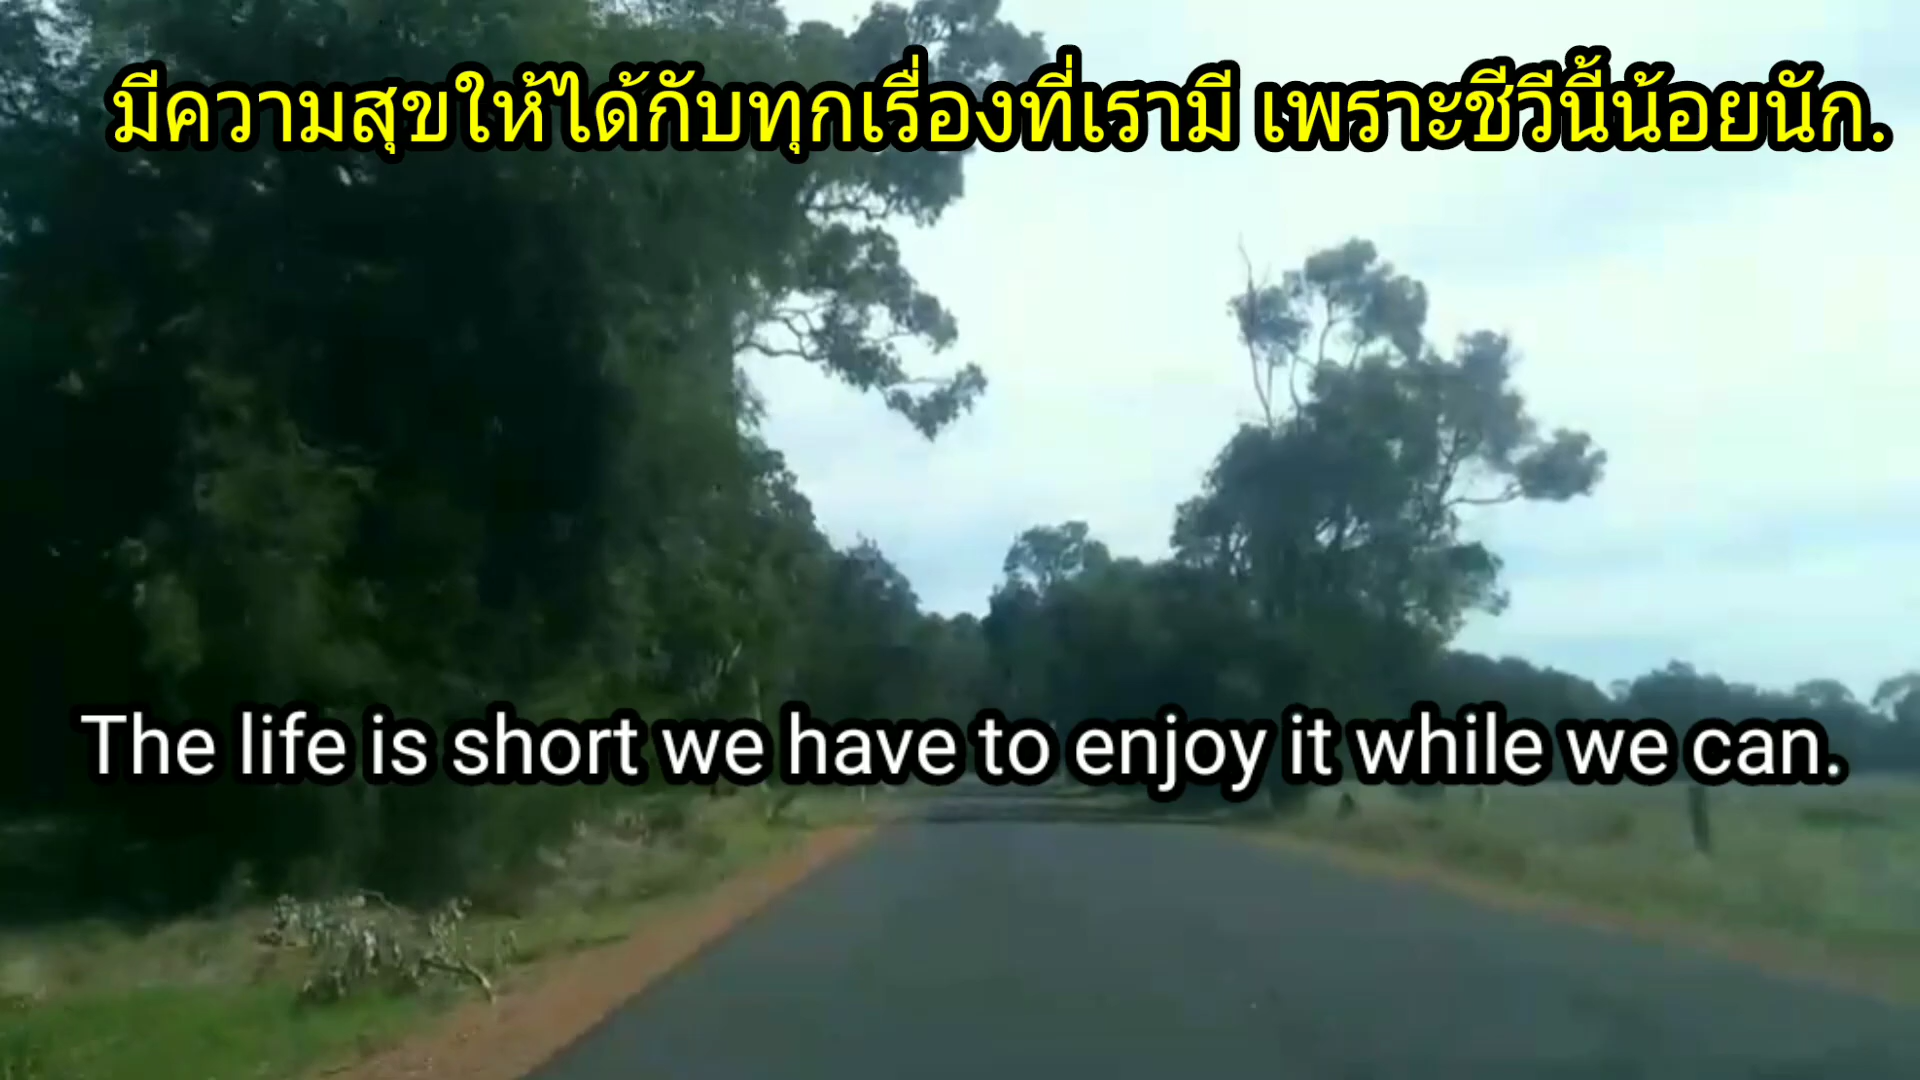 มีความสุขให้ได้กับทุกเรื่องที่เรามี เพราะชีวีนี้น้อยนัก.
The life is short we have to enjoy it while we can.